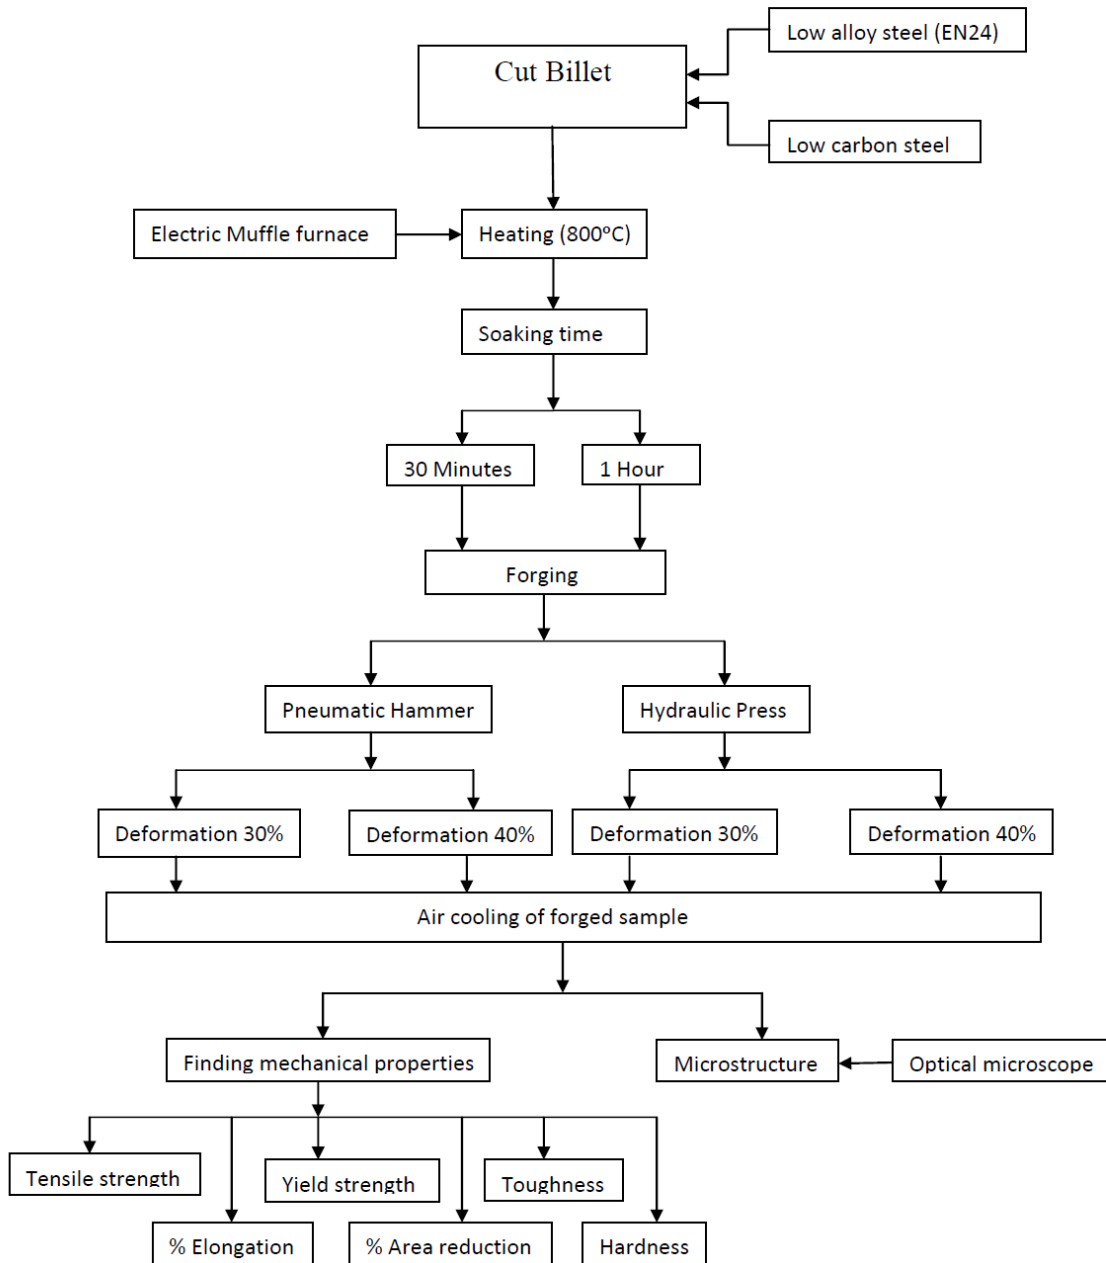 Low alloy steel (EN24)
Cut Billet
Low carbon steel
Electric Muffle furnace
Heating (800°C)
Soaking time
30 Minutes
1 Hour
Forging
Pneumatic Hammer
Hydraulic Press
Deformation 30%
Deformation 40%
Deformation 30%
Deformation 40%
Air cooling of forged sample
Finding mechanical properties
Microstructure
Optical microscope
Tensile strength
Yield strength
Toughness
% Elongation
% Area reduction
Hardness